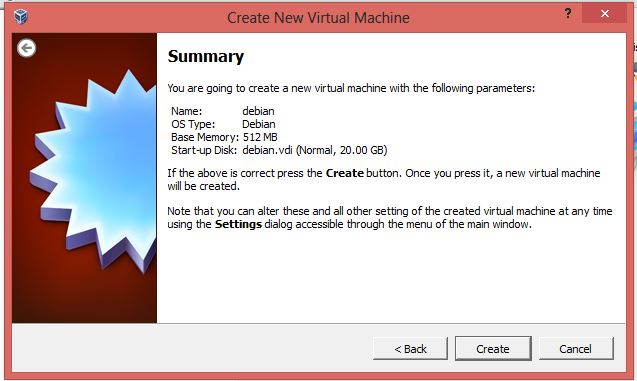 Create New Virtual Machine
?
Summary
You are going to create a new virtual machine with the following parameters:
Name: debian
OS Type: Debian
Base Memory: 512 MB
Start-up Disk: debian.vdi (Normal, 20.00 GB)
If the above is correct press the Create button. Once you press it, a new virtual machine
will be created.
Note that you can alter these and all other setting of the created virtual machine at any time
using the Settings dialog accessible through the menu of the main window.
< Back
Create
Cancel